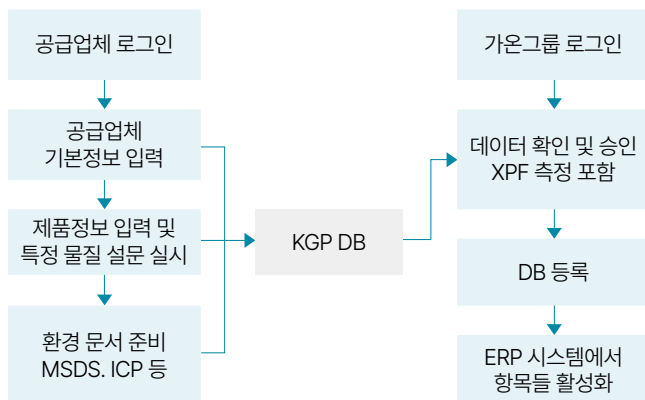 공급업체 로그인
공급업체
기본정보 입력
제품정보 입력 및
특정 물질 설문 실시
환경 문서 준비
MSDS. ICP 등
KGP DB
가온그룹 로그인
데이터 확인 및 승인
XPF 측정 포함
DB 등록
ERP 시스템에서
항목들 활성화